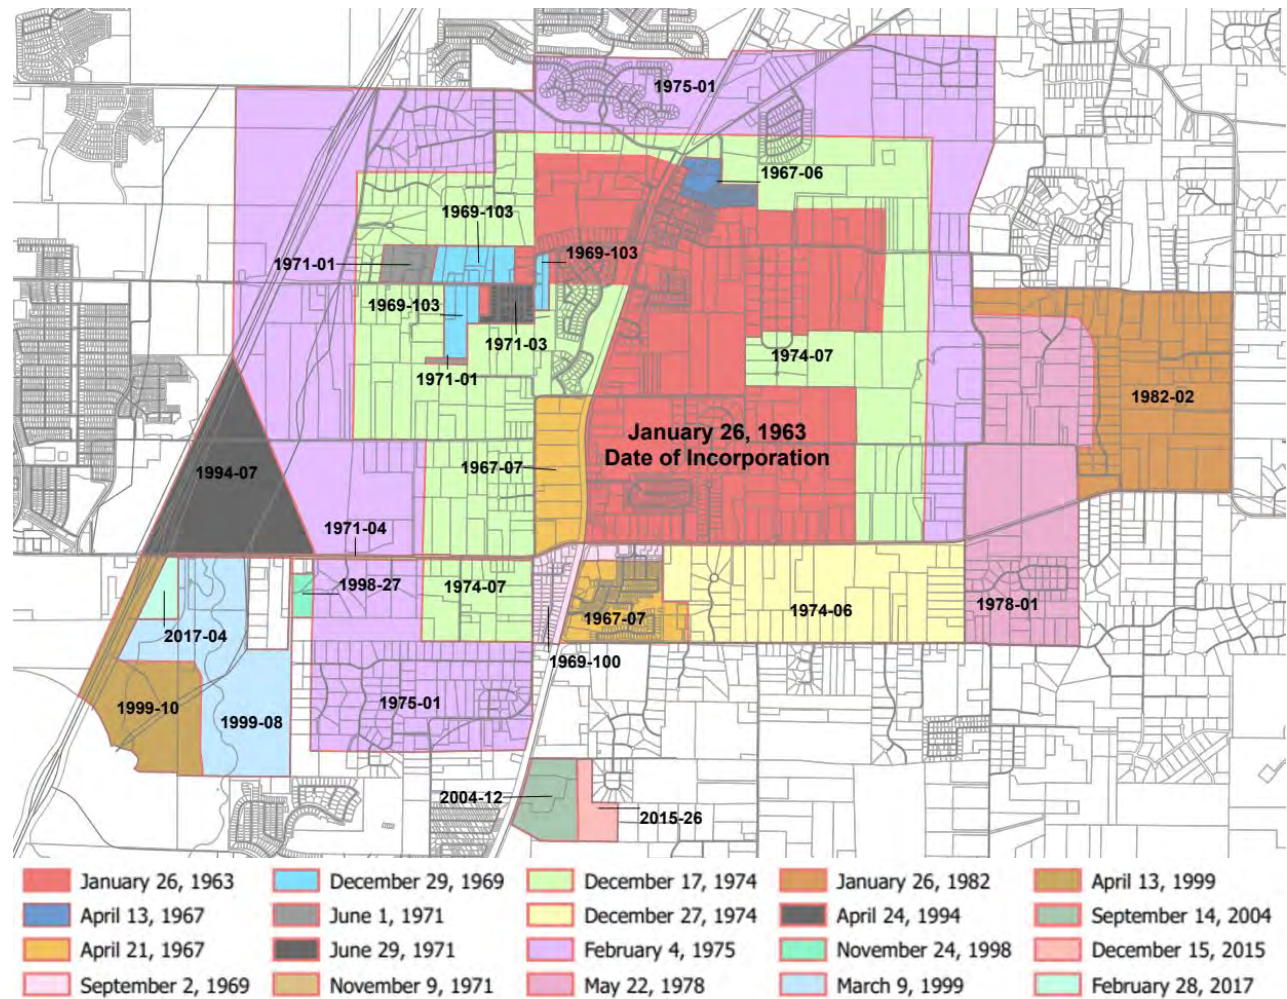 1975-01
1967-06
1969-103
1969-103
1971-01
1969-103
1971-03
1974-07
1971-01
1982-02
January 26, 1963
Date of Incorporation
1994-07
1967-07
1971-04
1998-27
1974-07
1974-06
1978-01
1967-07
2017-04
1969-100
1999-10
1975-01
1999-08
2004-12
2015-26
January 26, 1963
December 29, 1969
December 17, 1974
January 26, 1982
April 13, 1999
April 13, 1967
June 1, 1971
December 27, 1974
April 24, 1994
September 14, 2004
April 21, 1967
June 29, 1971
February 4, 1975
November 24, 1998
December 15, 2015
September 2, 1969
November 9, 1971
May 22, 1978
March 9, 1999
February 28, 2017